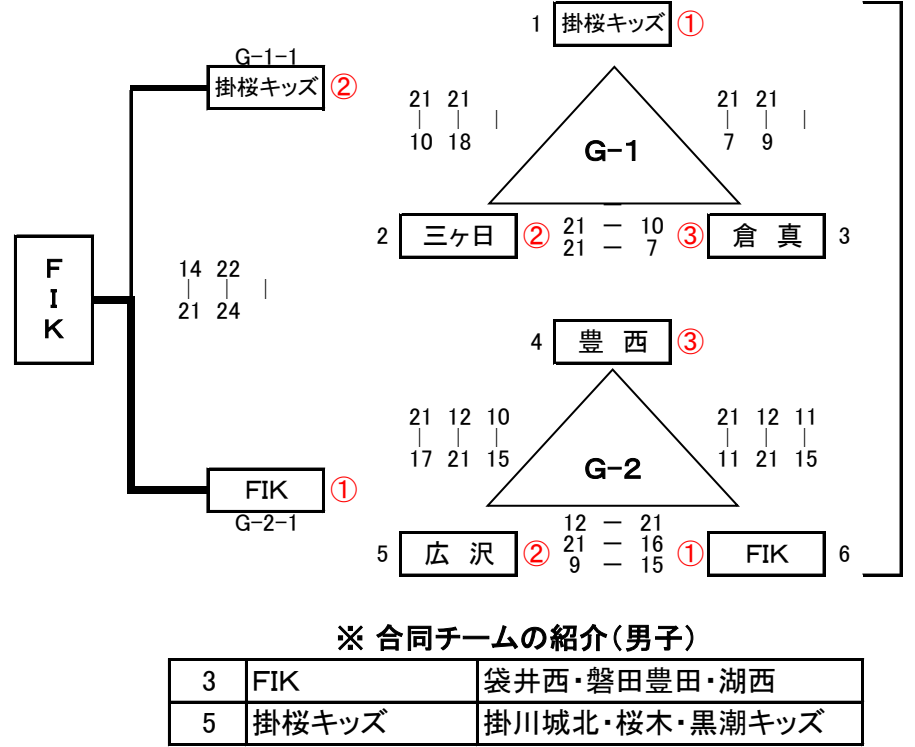 1 掛桜キッズ ①
G-1-1
掛桜キッズ ②
21 21
| | |
10 18
21 21
| | |
7 9
G-1
2 三ヶ日 ② 21 － 10 ③ 倉 真 3
21 － 7
FIK
14 22
| | |
21 24
4 豊 西 ③
21 12 10
| | |
17 21 15
21 12 11
| | |
11 21 15
G-2
FIK ①
G-2-1
12 － 21
5 広 沢 ② 21 － 16 ① FIK 6
9 － 15
※ 合同チームの紹介（男子）
3 FIK 袋井西・磐田豊田・湖西
5 掛桜キッズ 掛川城北・桜木・黒潮キッズ